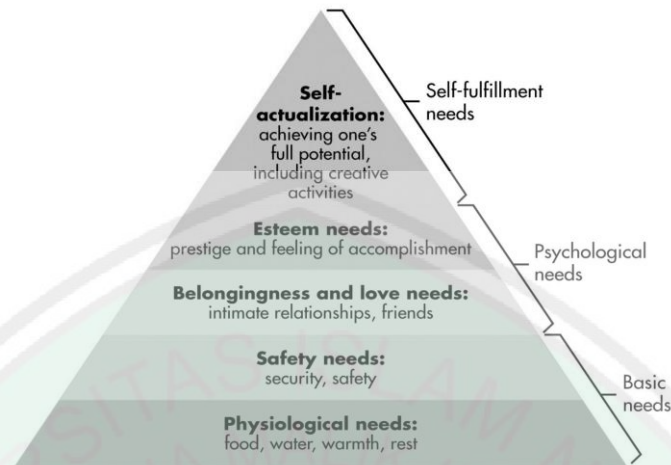 Self-
actualization:
achieving one's
full potential,
including creative
activities
Self-fulfillment
needs
Esteem needs:
prestige and feeling of accomplishment
Belongingness and love needs:
intimate relationships, friends
Psychological
needs
Safety needs:
security, safety
Physiological needs:
food, water, warmth, rest
Basic
needs
SITAS ISLAM N